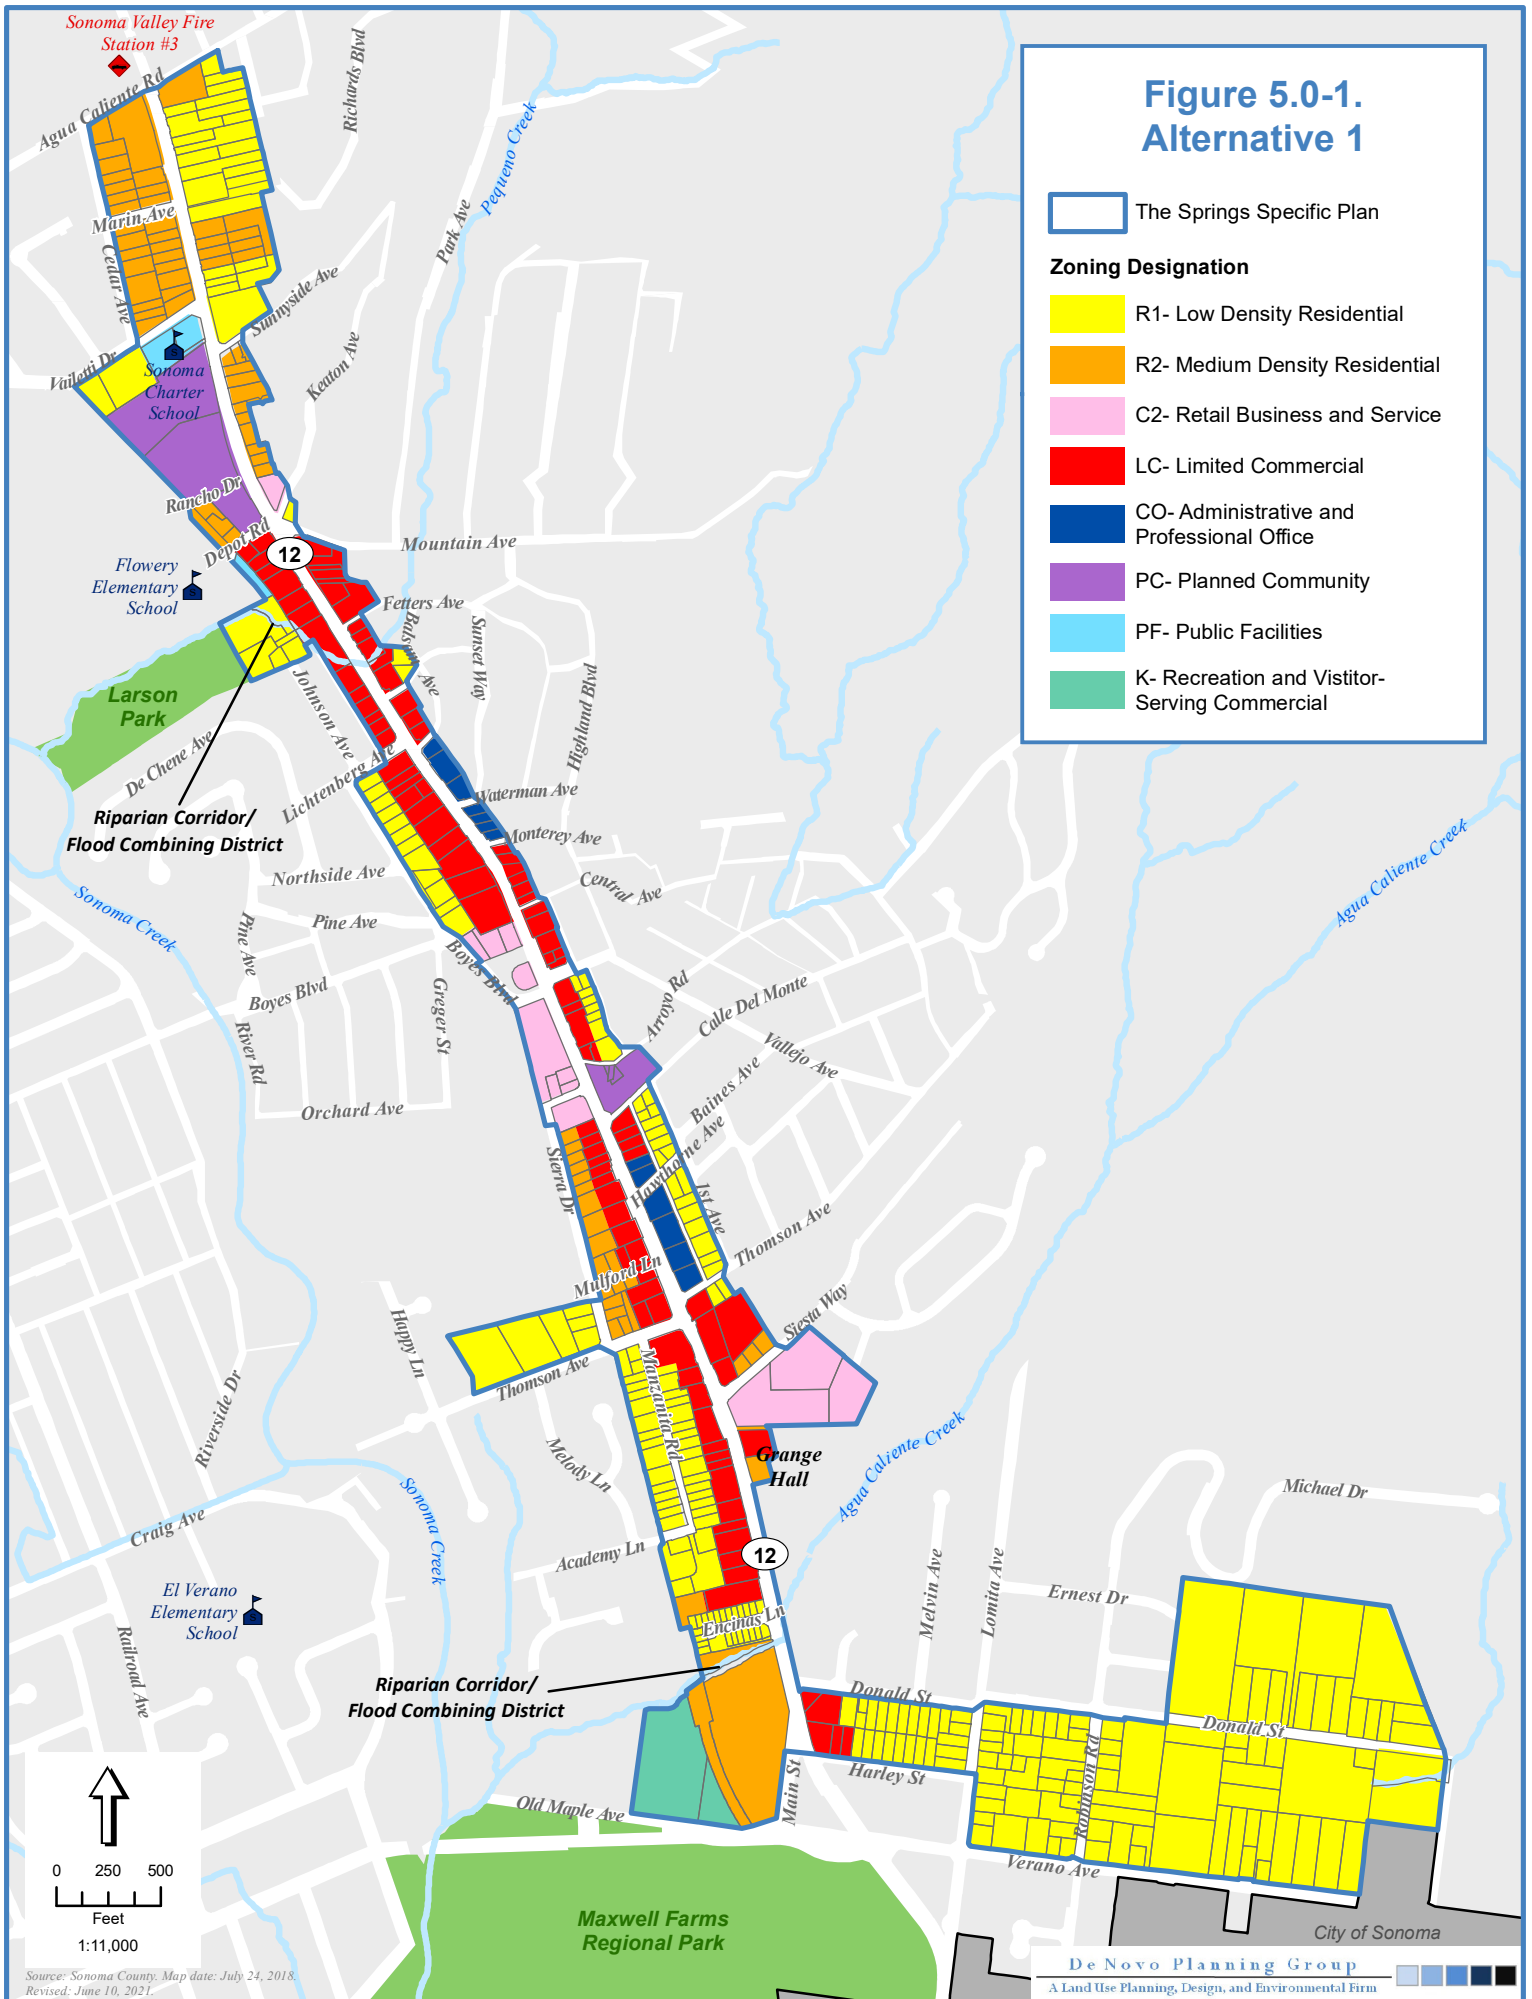 Sonoma Valley Fire
Station #3
Agua Caliente Rd
Richards Blvd
Pequeno Creek
Park Ave
Marin Ave
Cedar Ave
Sunnyside Ave
Keaton Ave
Vailetti Dr
Sonoma
Charter
School
Rancho Dr
Depot Rd
12
Mountain Ave
Flowery
Elementary
School
Fetters Ave
Balsam Ave
Sunset Way
Highland Blvd
Larson
Park
Johnson Ave
De Chene Ave
Lichtenberg Ave
Waterman Ave
Riparian Corridor/
Flood Combining District
Monterey Ave
Northside Ave
Central Ave
Sonoma Creek
Pine Ave
Pine Ave
Boyes Blvd
Boyes Blvd
Greger St
River Rd
Arroyo Rd
Calle Del Monte
Vallejo Ave
Baines Ave
Orchard Ave
Hawthorne Ave
Sierra Dr
1st Ave
Thomson Ave
Mulford Ln
Siesta Way
Happy Ln
Thomson Ave
Manzanita Rd
Riverside Dr
Melody Ln
Grange
Hall
Agua Caliente Creek
Agua Caliente Creek
Michael Dr
Craig Ave
Sonoma Creek
Academy Ln
12
Melvin Ave
Lomita Ave
Ernest Dr
El Verano
Elementary
School
Encinas Ln
Railroad Ave
Riparian Corridor/
Flood Combining District
Donald St
Donald St
Robinson Rd
Harley St
Main St
Old Maple Ave
Verano Ave
Maxwell Farms
Regional Park
City of Sonoma
Figure 5.0-1.
Alternative 1
The Springs Specific Plan
Zoning Designation
R1- Low Density Residential
R2- Medium Density Residential
C2- Retail Business and Service
LC- Limited Commercial
CO- Administrative and
Professional Office
PC- Planned Community
PF- Public Facilities
K- Recreation and Vistitor-
Serving Commercial
0 250 500
Feet
1:11,000
Source: Sonoma County. Map date: July 24, 2018.
Revised: June 10, 2021.
De Novo Planning Group
A Land Use Planning, Design, and Environmental Firm